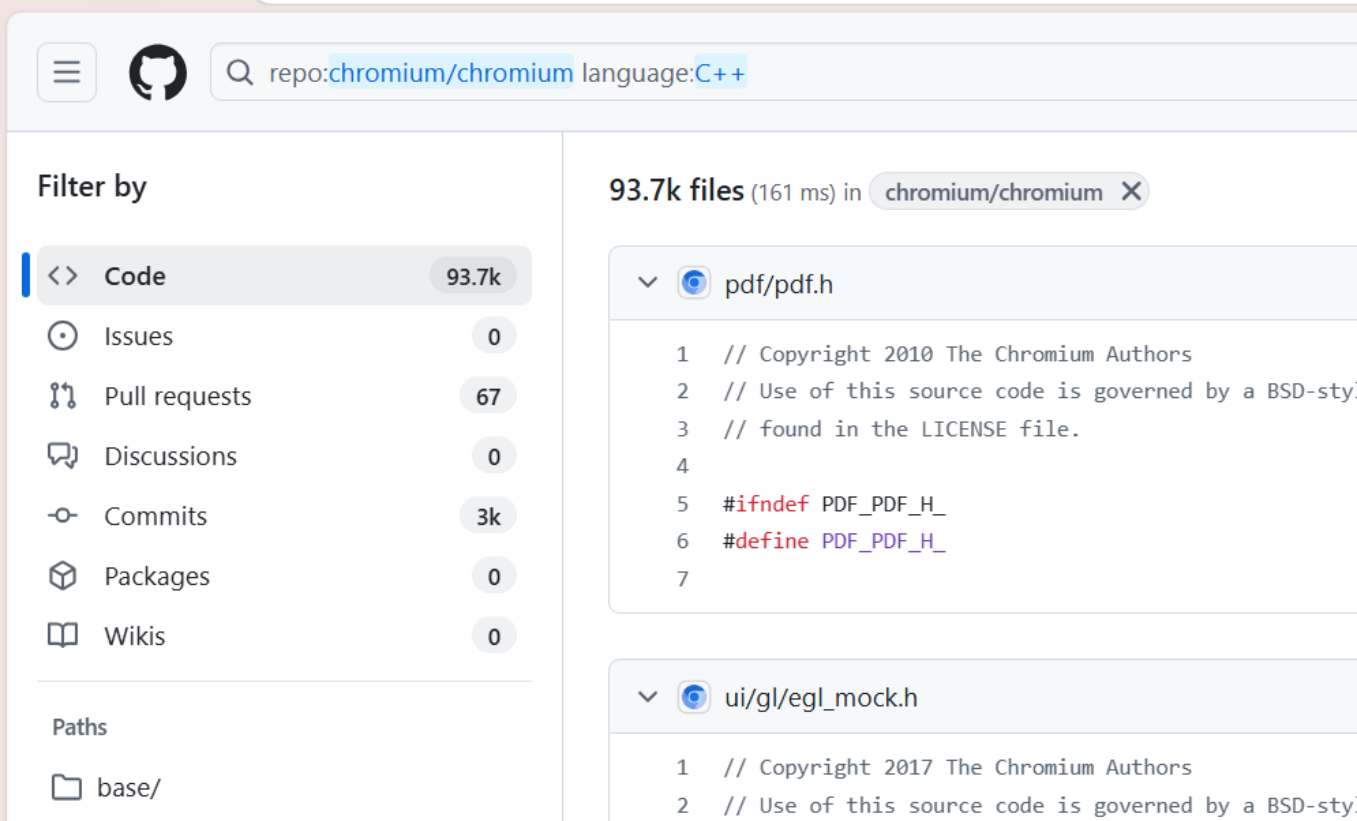 repo:chromium/chromium language:C++
Filter by
Code 93.7k
Issues 0
Pull requests 67
Discussions 0
Commits 3k
Packages 0
Wikis 0
Paths
base/
93.7k files (161 ms) in chromium/chromium
pdf/pdf.h
1 // Copyright 2010 The Chromium Authors
2 // Use of this source code is governed by a BSD-styl
3 // found in the LICENSE file.
4
5 #ifndef PDF_PDF_H_
6 #define PDF_PDF_H_
7
ui/gl/egl_mock.h
1 // Copyright 2017 The Chromium Authors
2 // Use of this source code is governed by a BSD-styl